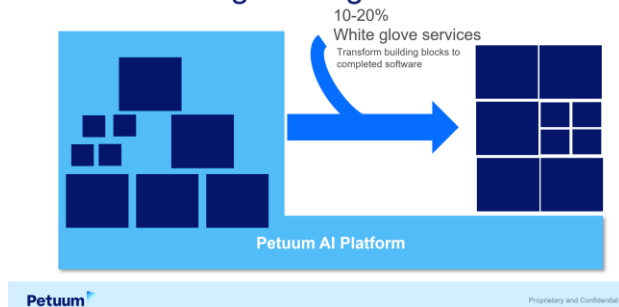 10-20%
White glove services
Transform building blocks to
completed software
Petuum AI Platform
Petuum
Proprietary and Confidential